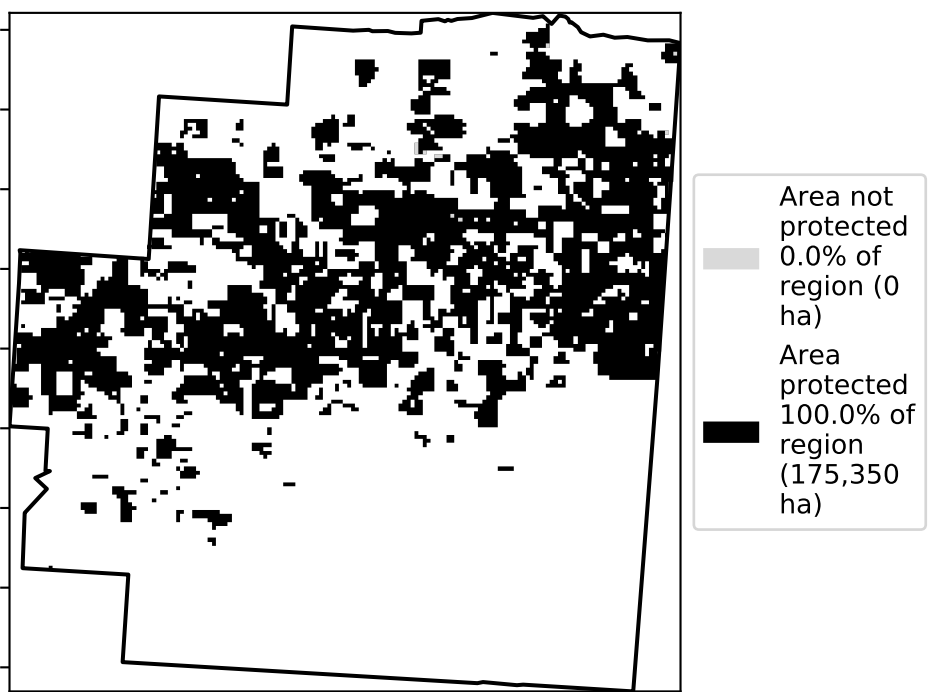 Area not
protected
0.0% of
region (0
ha)
Area
protected
100.0% of
region
(175,350
ha)